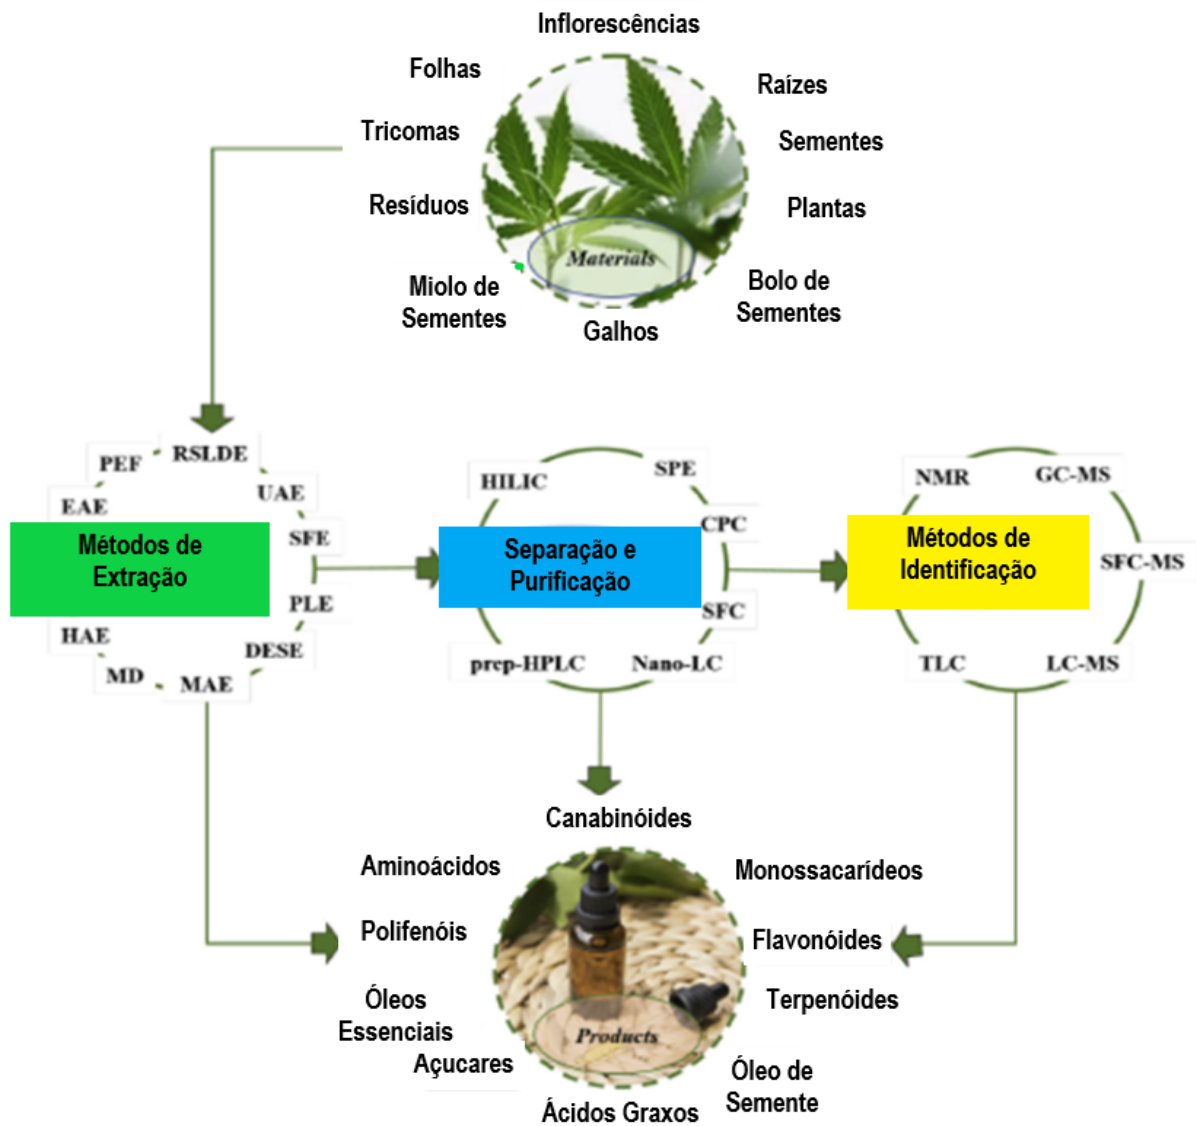 Inflorescências
Folhas
Raízes
Tricomas
Sementes
Resíduos
Plantas
Materials
Miolo de
Sementes
Bolo de
Sementes
Galhos
PEF
RSLDE
UAE
EAE
SFE
Métodos de
Extração
PLE
HAE
DESE
MD
MAE
HILIC
SPE
CPC
Separação e
Purificação
SFC
prep-HPLC
Nano-LC
NMR
GC-MS
Métodos de
Identificação
SFC-MS
TLC
LC-MS
Canabinóides
Aminoácidos
Monossacarídeos
Polifenóis
Flavonóides
Óleos
Essenciais
Terpenóides
Products
Açucares
Óleo de
Semente
Ácidos Graxos